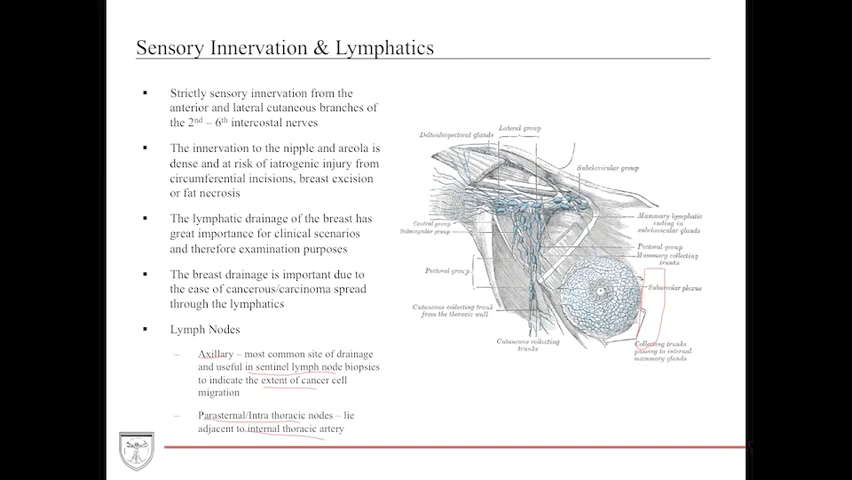 Sensory Innervation & Lymphatics
▪ Strictly sensory innervation from the
anterior and lateral cutaneous branches of
the 2nd – 6th intercostal nerves
▪ The innervation to the nipple and areola is
dense and at risk of iatrogenic injury from
circumferential incisions, breast excision
or fat necrosis
▪ The lymphatic drainage of the breast has
great importance for clinical scenarios
and therefore examination purposes
▪ The breast drainage is important due to
the ease of cancerous/carcinoma spread
through the lymphatics
▪ Lymph Nodes
– Axillary – most common site of drainage
and useful in sentinel lymph node biopsies
to indicate the extent of cancer cell
migration
– Parasternal/Intra thoracic nodes – lie
adjacent to internal thoracic artery
Lateral group
Deltoideopectoral glands
Subclavicular group
Mammary lymphatic
ending in
subclavicular glands
Central group
Subscapular group
Pectoral group
Mammary collecting
trunks
Pectoral group
Subareolar plexus
Cutaneous collecting trunk
from the thoracic wall
Cutaneous collecting
trunks
Collecting trunks
passing to internal
mammary glands